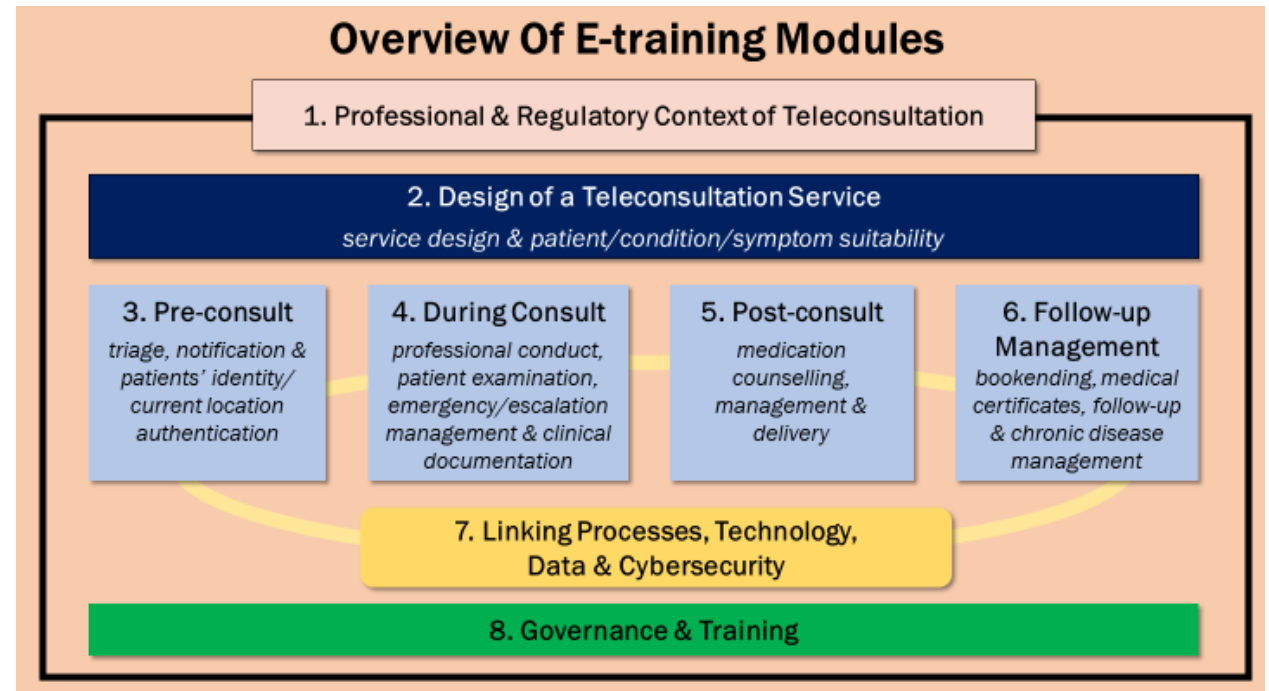 Overview Of E-training Modules
1. Professional & Regulatory Context of Teleconsultation
2. Design of a Teleconsultation Service
service design & patient/condition/symptom suitability
3. Pre-consult
triage, notification &
patients’ identity/
current location
authentication
4. During Consult
professional conduct,
patient examination,
emergency/escalation
management & clinical
documentation
5. Post-consult
medication
counselling,
management &
delivery
6. Follow-up
Management
bookending, medical
certificates, follow-up
& chronic disease
management
7. Linking Processes, Technology,
Data & Cybersecurity
8. Governance & Training